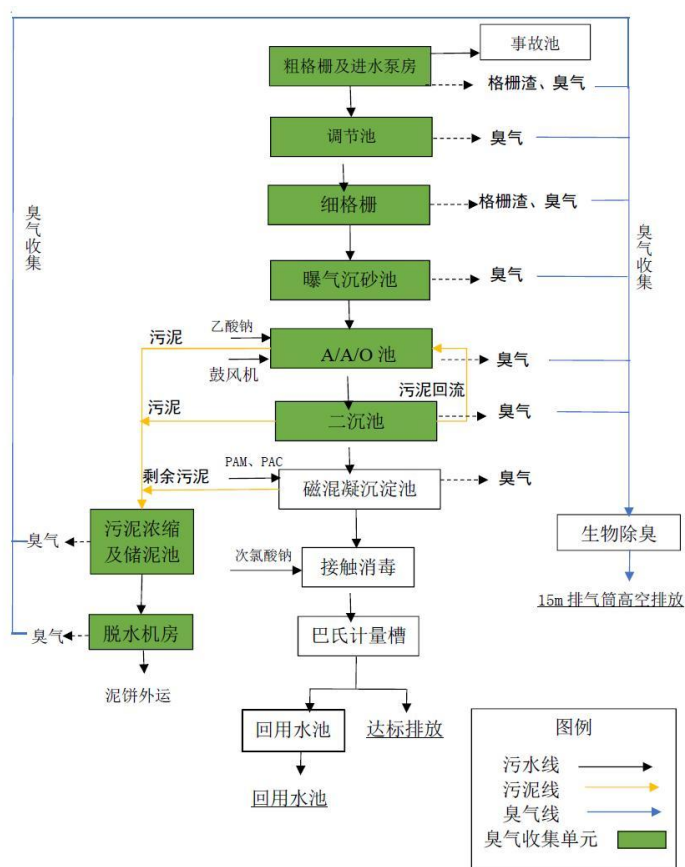 事故池
粗格栅及进水泵房
格栅渣、臭气
调节池
臭气
细格栅
格栅渣、臭气
臭气收集
臭气收集
曝气沉砂池
臭气
乙酸钠
污泥
A/A/O 池
臭气
鼓风机
污泥回流
污泥
二沉池
臭气
PAM、PAC
剩余污泥
磁混凝沉淀池
臭气
污泥浓缩
及储泥池
臭气
生物除臭
次氯酸钠
接触消毒
15m 排气筒高空排放
臭气
脱水机房
巴氏计量槽
泥饼外运
回用水池
达标排放
回用水池
图例
污水线
污泥线
臭气线
臭气收集单元